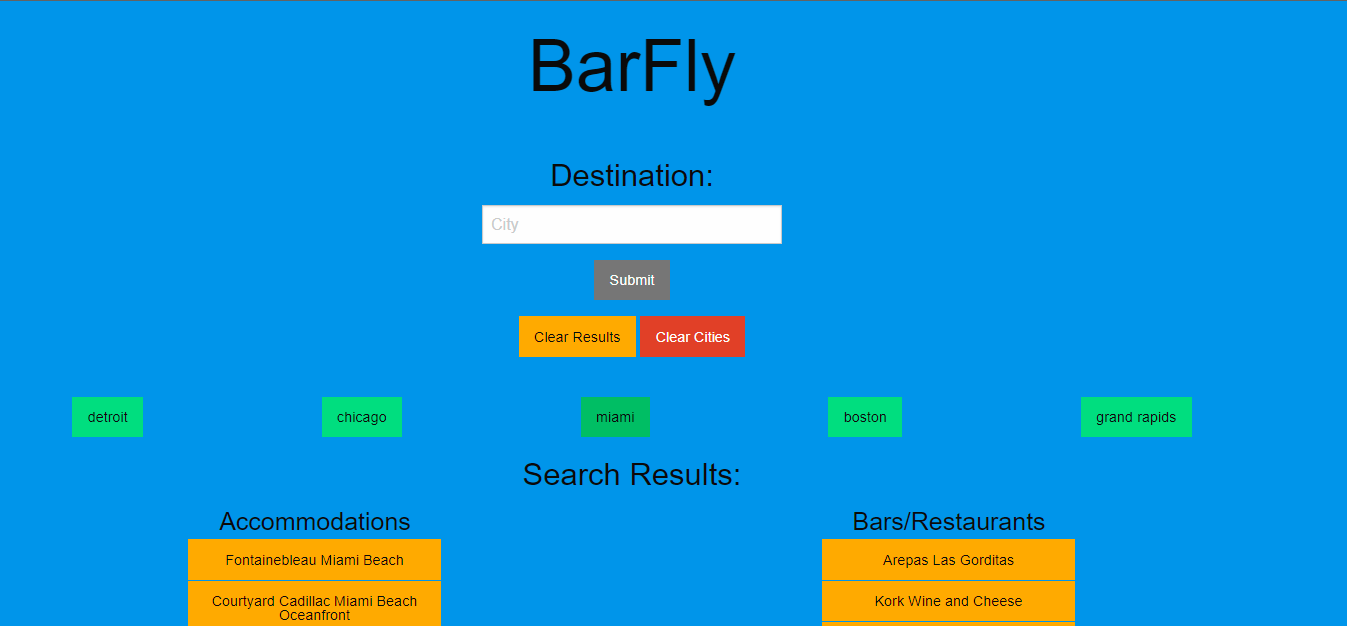 BarFly
Destination:
City
Submit
Clear Results Clear Cities
detroit chicago miami boston grand rapids
Search Results:
Accommodations Bars/Restaurants
Fontainebleau Miami Beach Arepas Las Gorditas
Courtyard Cadillac Miami Beach Kork Wine and Cheese
Oceanfront